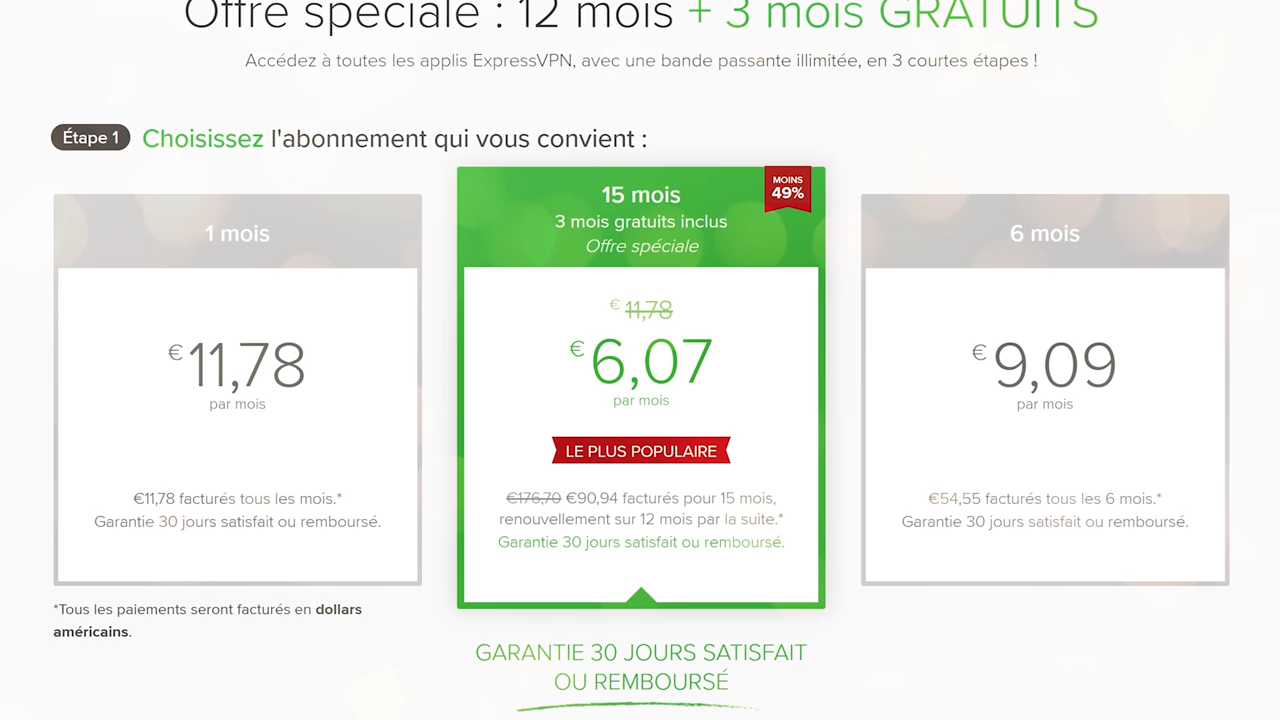 Offre spéciale : 12 mois + 3 mois GRATUITS
Accédez à toutes les applis ExpressVPN, avec une bande passante illimitée, en 3 courtes étapes !
Étape 1 Choisissez l'abonnement qui vous convient :
1 mois
€11,78
par mois
€11,78 facturés tous les mois.*
Garantie 30 jours satisfait ou remboursé.
MOINS
49%
15 mois
3 mois gratuits inclus
Offre spéciale
€ 11,78
€6,07
par mois
LE PLUS POPULAIRE
€176,70 €90,94 facturés pour 15 mois,
renouvellement sur 12 mois par la suite.*
Garantie 30 jours satisfait ou remboursé.
6 mois
€9,09
par mois
€54,55 facturés tous les 6 mois.*
Garantie 30 jours satisfait ou remboursé.
*Tous les paiements seront facturés en dollars
américains.
GARANTIE 30 JOURS SATISFAIT
OU REMBOURSÉ